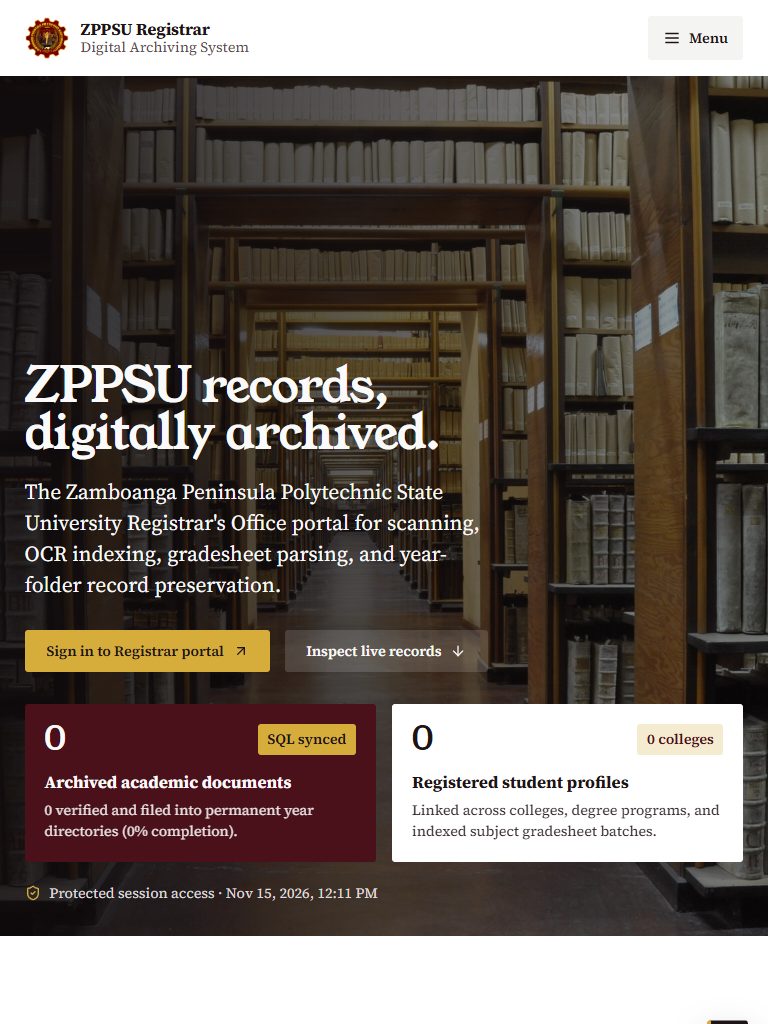 ZPPSU Registrar
Digital Archiving System
Menu
ZPPSU records,
digitally archived.
The Zamboanga Peninsula Polytechnic State
University Registrar's Office portal for scanning,
OCR indexing, gradesheet parsing, and year-
folder record preservation.
Sign in to Registrar portal
Inspect live records
0
SQL synced
Archived academic documents
0 verified and filed into permanent year
directories (0% completion).
0
0 colleges
Registered student profiles
Linked across colleges, degree programs, and
indexed subject gradesheet batches.
Protected session access · Nov 15, 2026, 12:11 PM